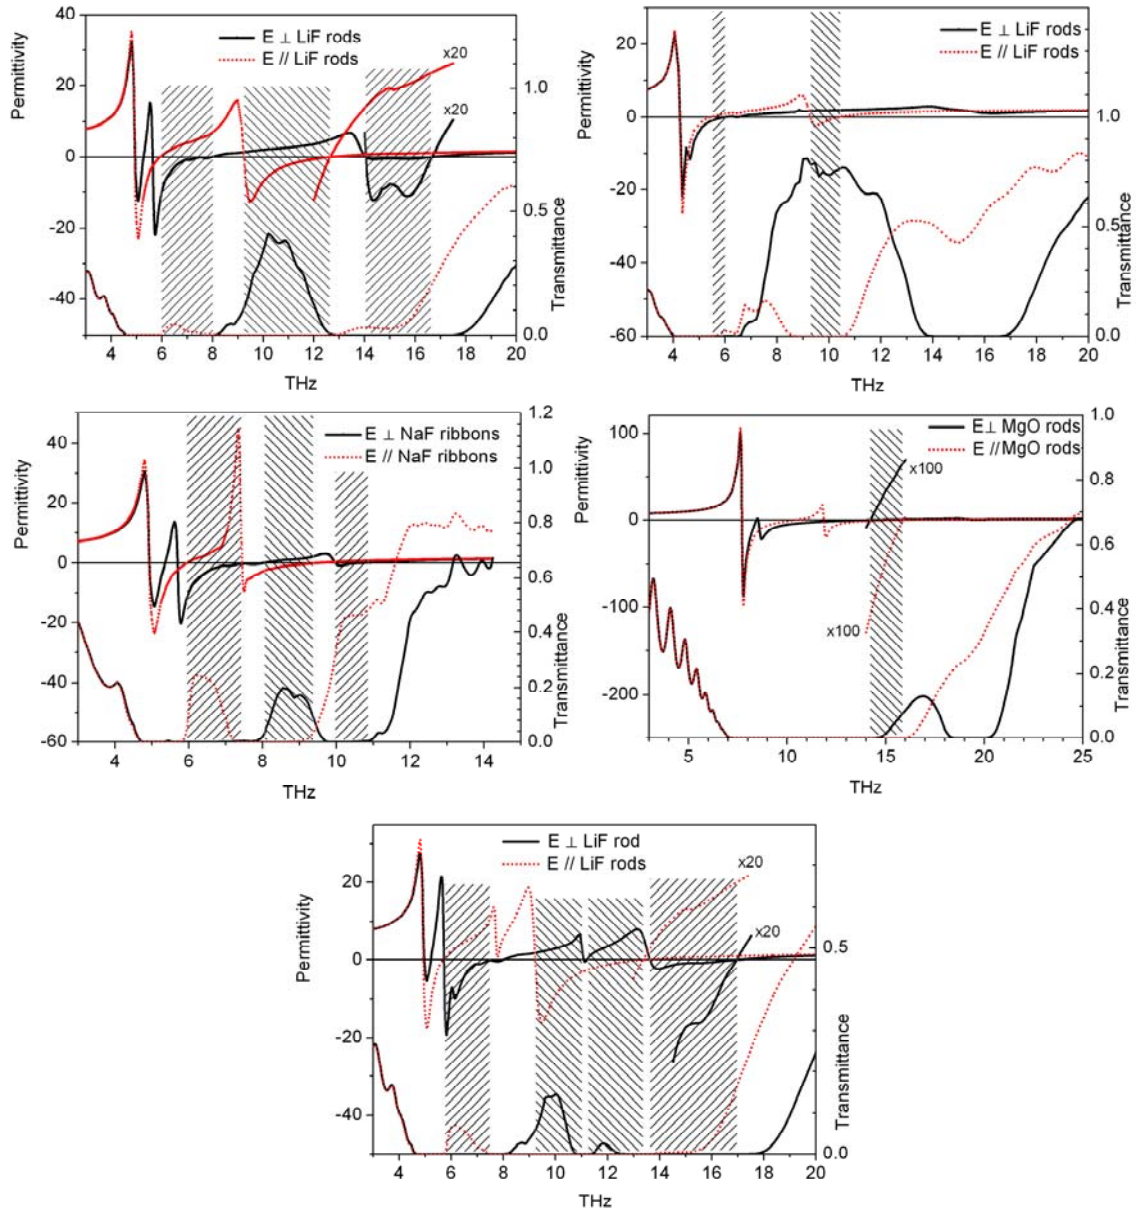 40
20
0
-20
-40
Permittivity
E ⊥ LiF rods
E // LiF rods
x20
x20
1.0
0.5
0.0
Transmittance
4 6 8 10 12 14 16 18 20
THz
20
0
-20
-40
-60
Permittivity
E ⊥ LiF rods
E // LiF rods
1.0
0.5
0.0
Transmittance
4 6 8 10 12 14 16 18 20
THz
40
20
0
-20
-40
-60
Permittivity
E ⊥ NaF ribbons
E // NaF ribbons
1.2
1.0
0.8
0.6
0.4
0.2
0.0
Transmittance
4 6 8 10 12 14
THz
100
0
-100
-200
Permittivity
E ⊥ MgO rods
E // MgO rods
x100
x100
1.0
0.8
0.6
0.4
0.2
0.0
Transmittance
5 10 15 20 25
THz
20
0
-20
-40
Permittivity
E ⊥ LiF rod
E // LiF rods
x20
x20
0.5
0.0
Transmittance
4 6 8 10 12 14 16 18 20
THz